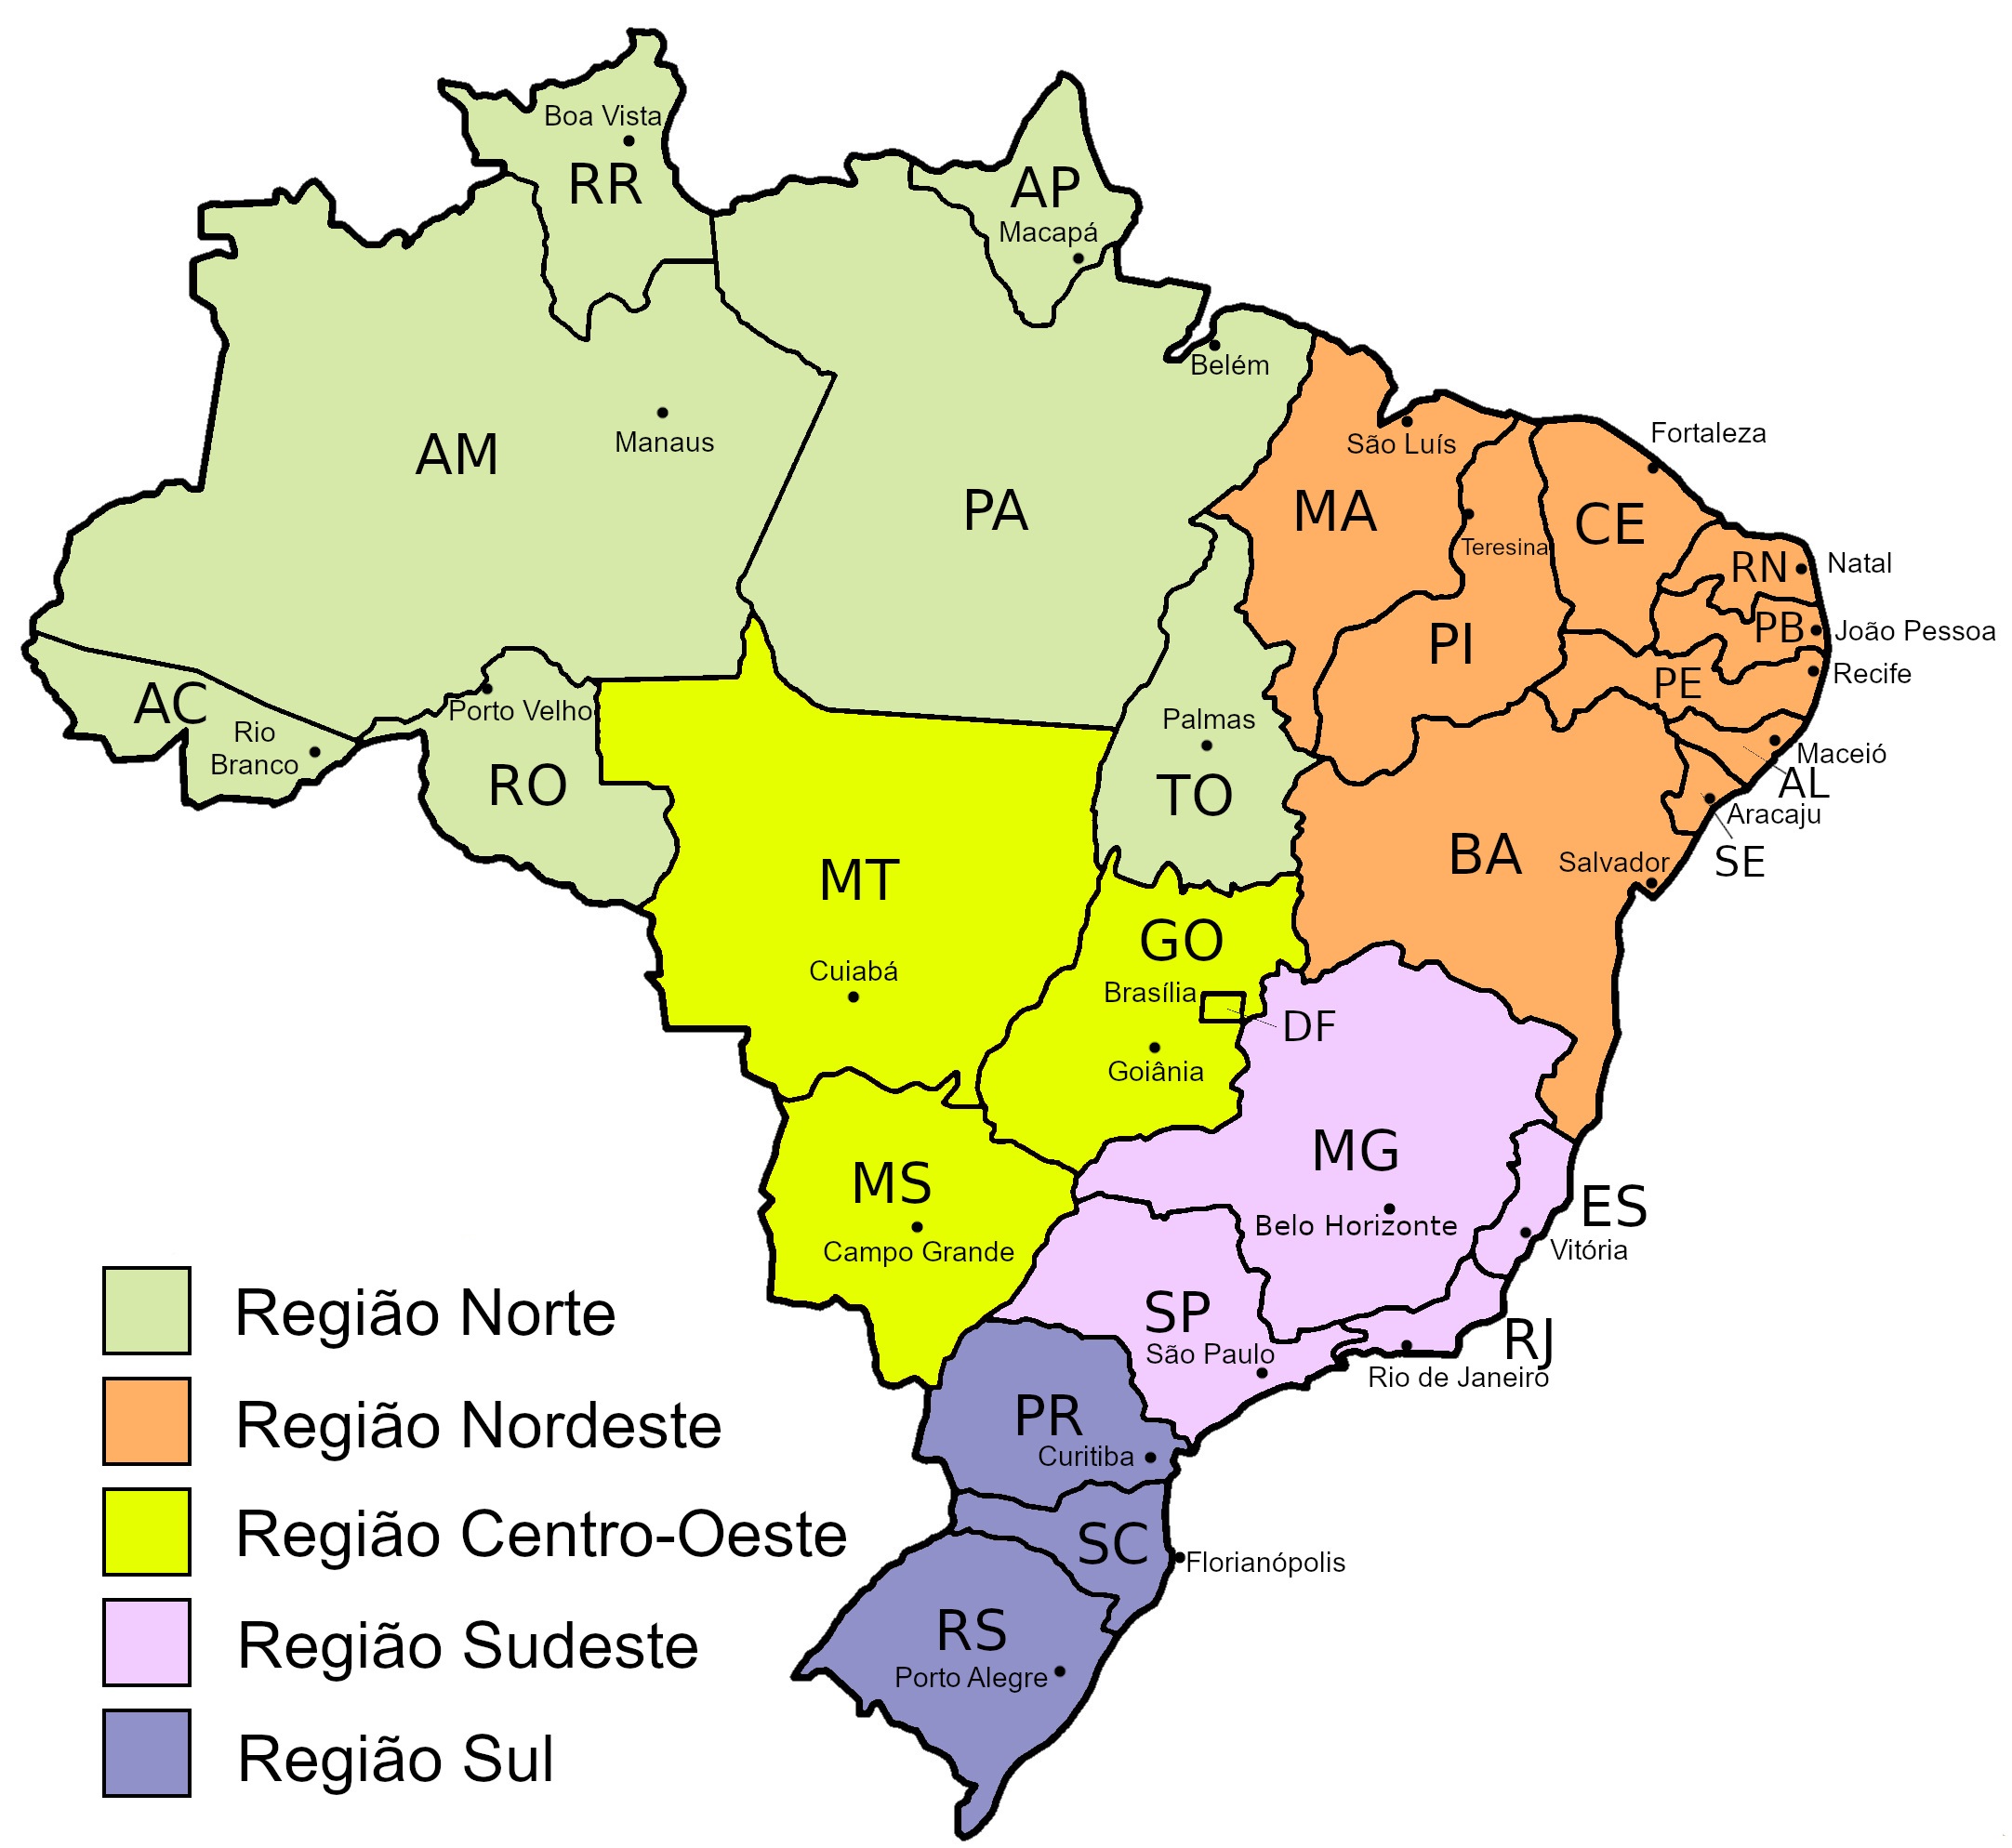 Boa Vista
RR
AP
Macapá
Belém
AM
Manaus
PA
São Luís
MA
Teresina
Fortaleza
CE
RN
Natal
PB
João Pessoa
PI
PE
Recife
AC
Rio
Branco
Porto Velho
RO
Palmas
TO
Maceió
AL
Aracaju
SE
BA
Salvador
MT
Cuiabá
GO
Brasília
DF
Goiânia
MS
Campo Grande
MG
Belo Horizonte
ES
Vitória
SP
São Paulo
RJ
Rio de Janeiro
PR
Curitiba
SC
Florianópolis
RS
Porto Alegre
Região Norte
Região Nordeste
Região Centro-Oeste
Região Sudeste
Região Sul